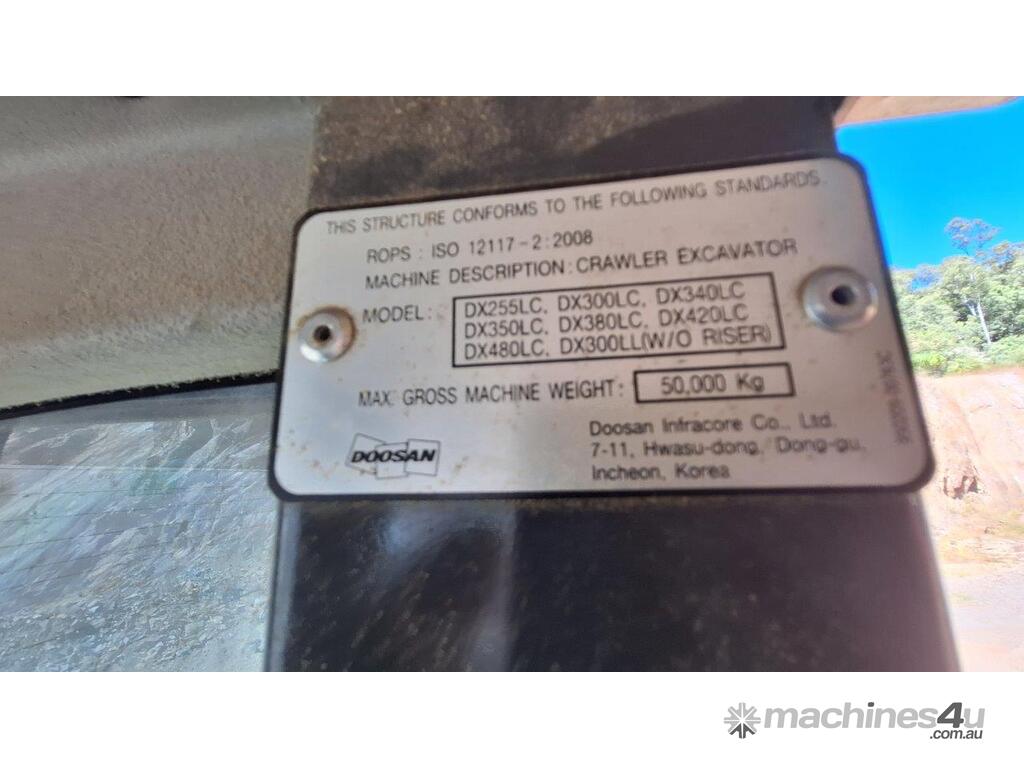 THIS STRUCTURE CONFORMS TO THE FOLLOWING STANDARDS.
ROPS : ISO 12117-2:2008
MACHINE DESCRIPTION: CRAWLER EXCAVATOR
MODEL: DX255LC, DX300LC, DX340LC
DX350LC, DX380LC, DX420LC
DX480LC, DX300LL(W/O RISER)
MAX. GROSS MACHINE WEIGHT: 50,000 Kg
DOOSAN
Doosan Infracore Co., Ltd.
7-11, Hwasu-dong, Dong-gu,
Incheon, Korea
machines4u
.com.au